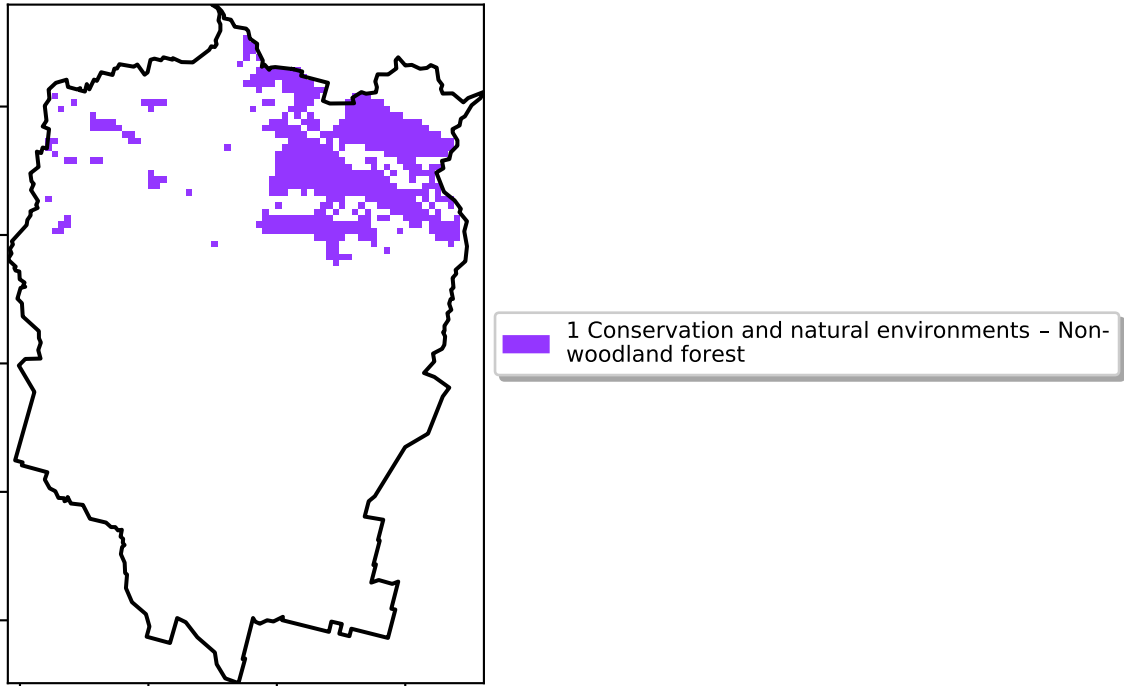 1 Conservation and natural environments – Non-
woodland forest